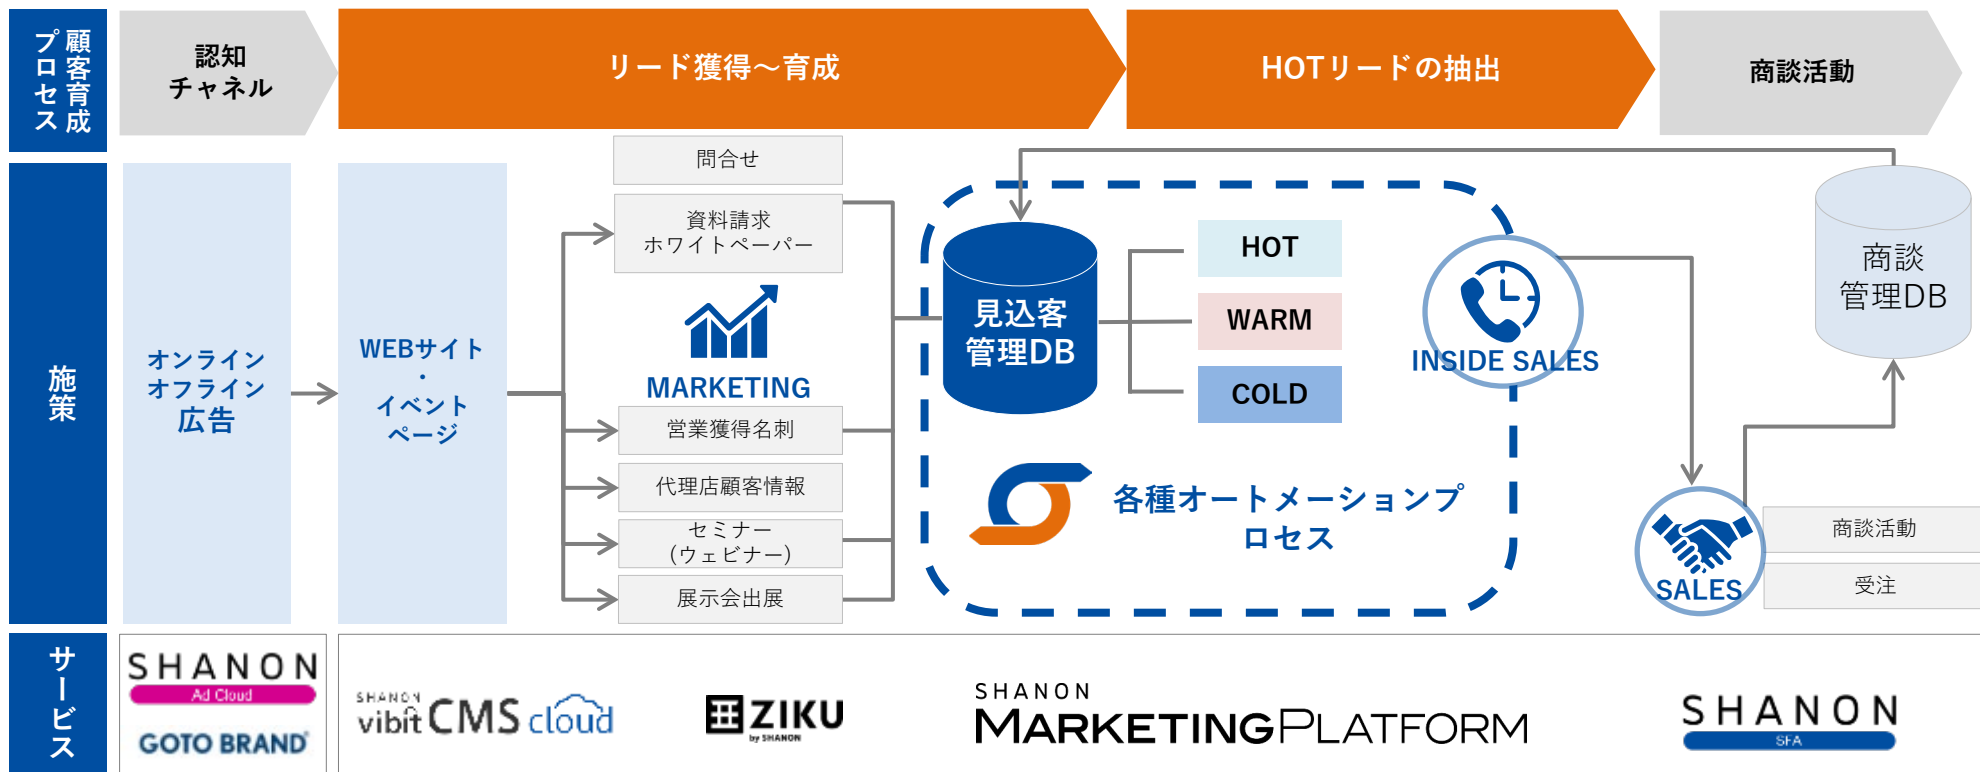 顧客育成
プロセス
認知
チャネル
リード獲得～育成
HOTリードの抽出
商談活動
施策
オンライン
オフライン
広告
WEBサイト
・
イベント
ページ
問合せ
資料請求
ホワイトペーパー
MARKETING
営業獲得名刺
代理店顧客情報
セミナー
(ウェビナー)
展示会出展
見込客
管理DB
HOT
WARM
COLD
各種オートメーションプ
ロセス
INSIDE SALES
商談
管理DB
SALES
商談活動
受注
サービス
SHANON
Ad Cloud
GOTO BRAND
SHANON
vibit CMS cloud
ZIKU
by SHANON
SHANON
MARKETING PLATFORM
SHANON
SFA